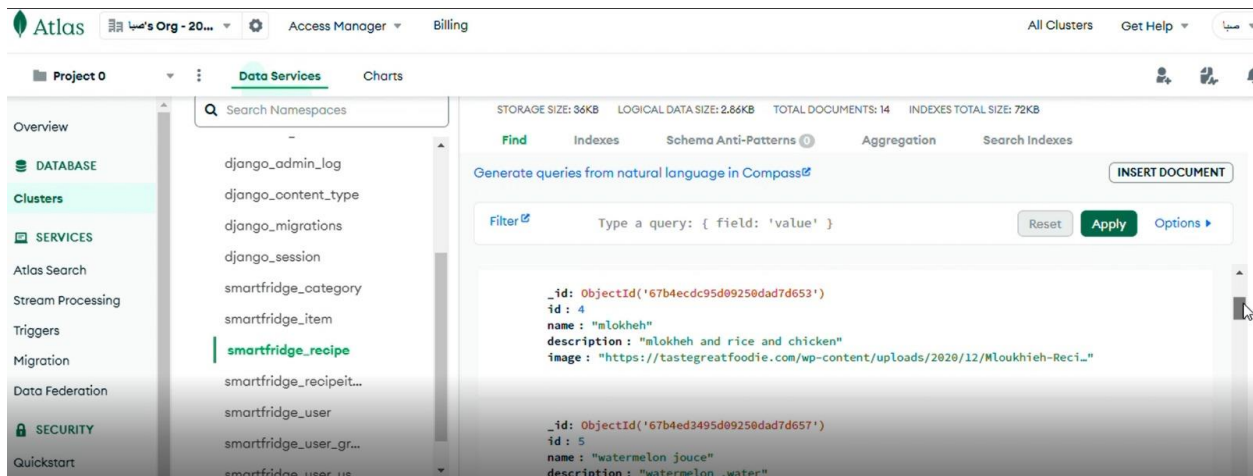 Atlas
صبا's Org - 20...
Access Manager
Billing
All Clusters
Get Help
صبا
Project 0
Data Services
Charts
Overview
DATABASE
Clusters
SERVICES
Atlas Search
Stream Processing
Triggers
Migration
Data Federation
SECURITY
Quickstart
Search Namespaces
django_admin_log
django_content_type
django_migrations
django_session
smartfridge_category
smartfridge_item
smartfridge_recipe
smartfridge_recipeit...
smartfridge_user
smartfridge_user_gr...
smartfridge_user_us
STORAGE SIZE: 36KB LOGICAL DATA SIZE: 2.86KB TOTAL DOCUMENTS: 14 INDEXES TOTAL SIZE: 72KB
Find Indexes Schema Anti-Patterns 0 Aggregation Search Indexes
Generate queries from natural language in Compass
INSERT DOCUMENT
Filter
Type a query: { field: 'value' }
Reset
Apply
Options
_id: ObjectId('67b4ecdc95d09250dad7d653')
id : 4
name : "mlokheh"
description : "mlokheh and rice and chicken"
image : "https://tastegreatfoodie.com/wp-content/uploads/2020/12/Mloukhieh-Reci…"
_id: ObjectId('67b4ed3495d09250dad7d657')
id : 5
name : "watermelon jouce"
description : "watermelon ,water"